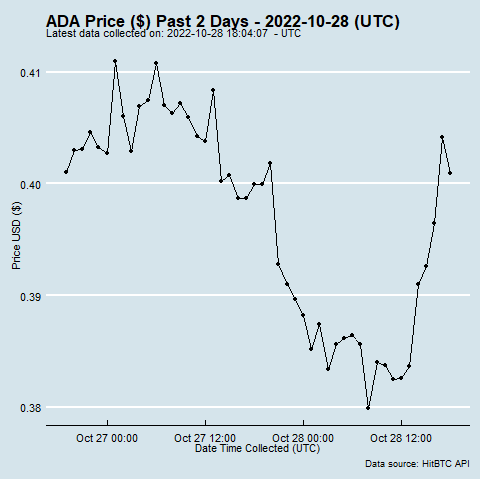 ADA Price ($) Past 2 Days - 2022-10-28 (UTC)
Latest data collected on: 2022-10-28 18:04:07  - UTC
0.41
0.40
0.39
0.38
Price USD ($)
Oct 27 00:00 Oct 27 12:00 Oct 28 00:00 Oct 28 12:00
Date Time Collected (UTC)
Data source: HitBTC API